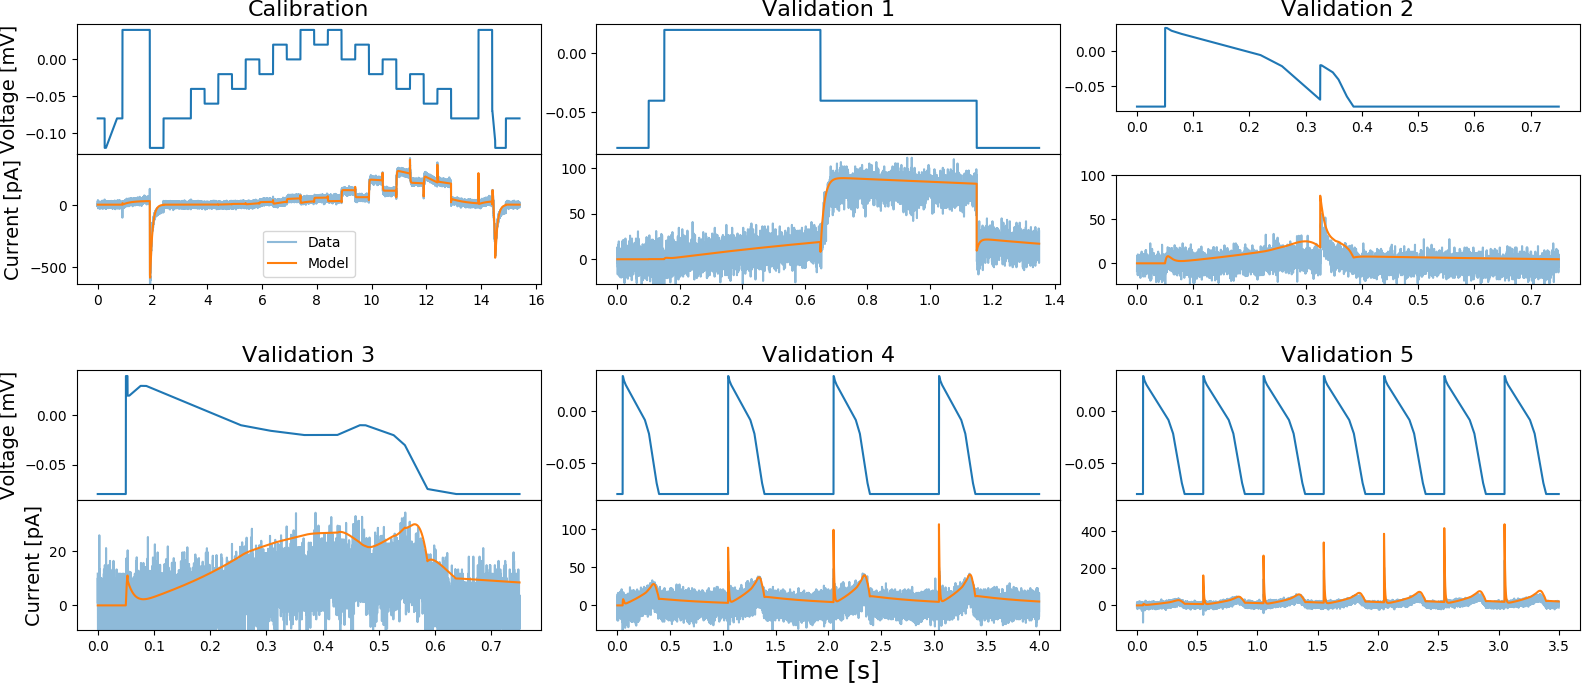 Calibration Validation 1 Validation 2
Voltage [mV]
0.00
−0.05
−0.10
0.00
−0.05
0.00
−0.05
0.0 0.1 0.2 0.3 0.4 0.5 0.6 0.7
Current [pA]
0
−500
Data
Model
0 2 4 6 8 10 12 14 16
100
50
0
0.0 0.2 0.4 0.6 0.8 1.0 1.2 1.4
100
50
0
0.0 0.1 0.2 0.3 0.4 0.5 0.6 0.7
Validation 3 Validation 4 Validation 5
Voltage [mV]
0.00
−0.05
0.00
−0.05
0.00
−0.05
Current [pA]
20
0
0.0 0.1 0.2 0.3 0.4 0.5 0.6 0.7
100
50
0
0.0 0.5 1.0 1.5 2.0 2.5 3.0 3.5 4.0
400
200
0
0.0 0.5 1.0 1.5 2.0 2.5 3.0 3.5
Time [s]